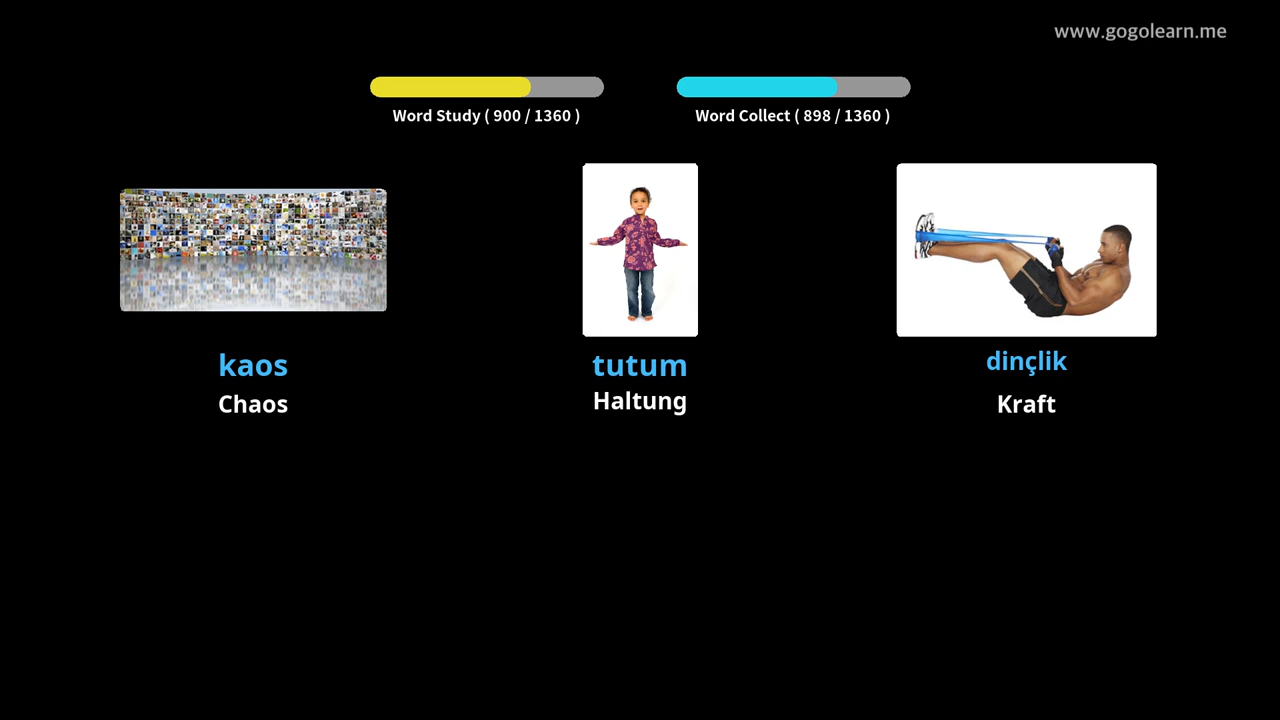 www.gogolearn.me
Word Study ( 900 / 1360 )
Word Collect ( 898 / 1360 )
kaos
Chaos
tutum
Haltung
dinçlik
Kraft